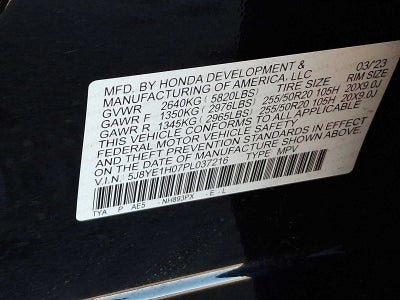 MFD. BY HONDA DEVELOPMENT & 03/23
MANUFACTURING OF AMERICA, LLC RIM SIZE
GVWR 2640KG (5820LBS) TIRE SIZE 20X9.0J
GAWR F 1350KG (2976LBS) 255/50R20 105H 20X9.0J
GAWR R 1345KG (2965LBS) 255/50R20 105H
THIS VEHICLE CONFORMS TO ALL APPLICABLE
FEDERAL MOTOR VEHICLE SAFETY
AND THEFT PREVENTION STANDARDS IN EFFECT
ON THE DATE OF MANUFACTURE SHOWN ABOVE.
V.I.N. 5J8YE1H07PL037216 TYPE MPV
TYA P AE5 NH893PX - E - L